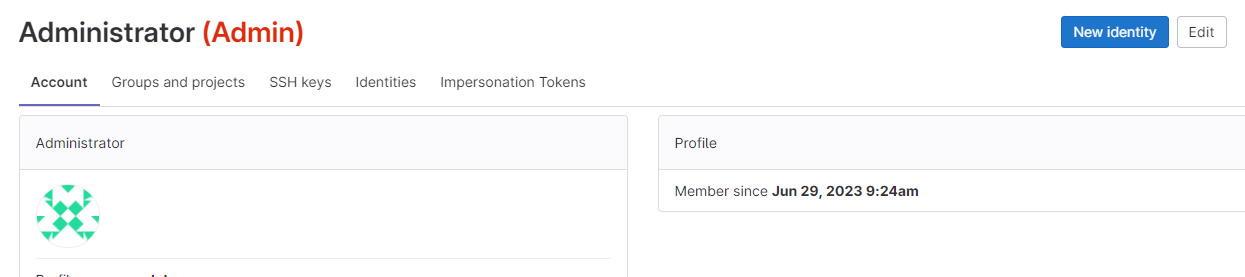 Administrator (Admin)
New identity
Edit
Account
Groups and projects
SSH keys
Identities
Impersonation Tokens
Administrator
Profile
Member since Jun 29, 2023 9:24am